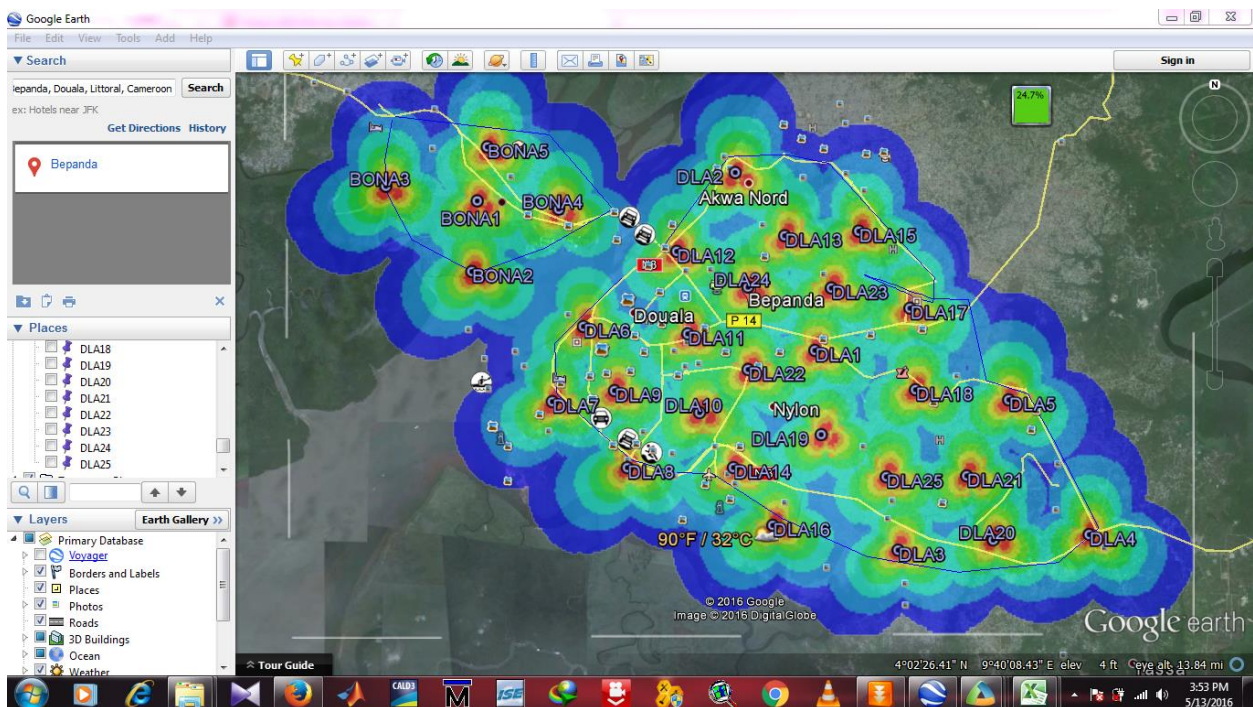 Google Earth
File Edit View Tools Add Help
Search
Sign in
epanda, Douala, Littoral, Cameroon Search
ex: Hotels near JFK
Get Directions History
Bepanda
Places
DLA18
DLA19
DLA20
DLA21
DLA22
DLA23
DLA24
DLA25
Layers Earth Gallery >>
Primary Database
Voyager
Borders and Labels
Places
Photos
Roads
3D Buildings
Ocean
Weather
24.7%
N
BONA5
BONA3
DLA2
Akwa Nord
BONA1
BONA4
DLA13
DLA15
DLA12
BONA2
DLA24
Bepanda
DLA23
Douala
P 14
DLA17
DLA6
DLA11
DLA1
DLA22
DLA9
DLA18
DLA7
DLA10
Nylon
DLA5
DLA19
DLA8
DLA14
DLA25
DLA21
DLA16
90°F / 32°C
DLA20
DLA4
DLA3
© 2016 Google
Image © 2016 DigitalGlobe
Google earth
Tour Guide
4°02'26.41" N 9°40'08.43" E elev 4 ft eye alt 13.84 mi
CALD3
M
ISE
3:53 PM
5/13/2016